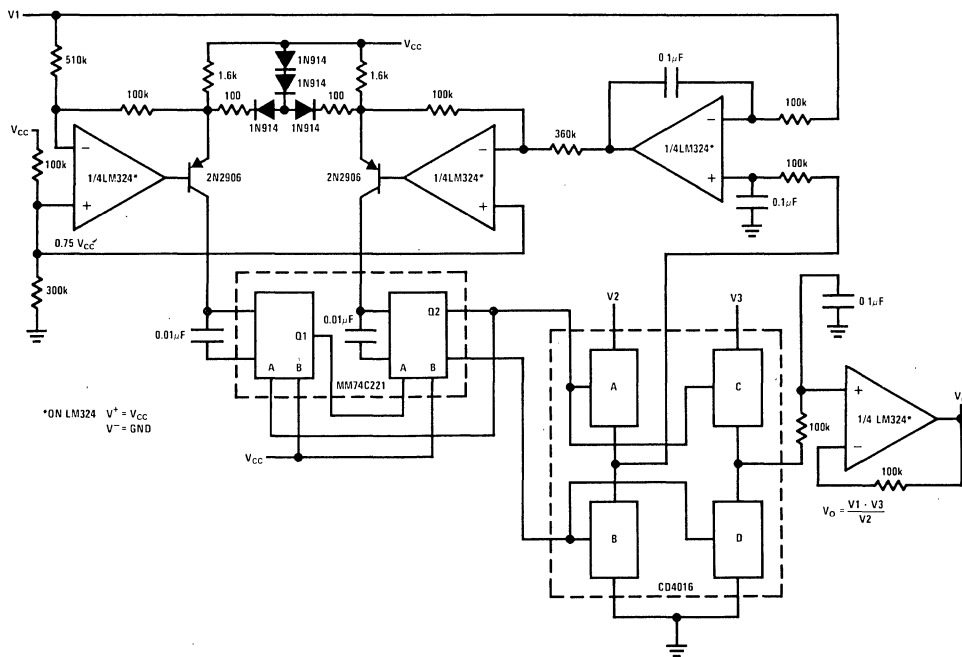 V1
510k
1.6k
1N914
1N914
VCC
1.6k
0 1µF
100k
100
1N914
1N914
100
100k
360k
100k
VCC
100k
−
1/4LM324*
+
2N2906
2N2906
−
1/4LM324*
+
−
1/4LM324*
+
100k
0.1µF
0.75 VCC
300k
0.01µF
Q1
A B
0.01µF
Q2
A B
MM74C221
V2
V3
0 1µF
*ON LM324 V+ = VCC
V− = GND
VCC
A
C
B
D
CD4016
100k
+
1/4 LM324*
−
100k
VO = V1 · V3
V2